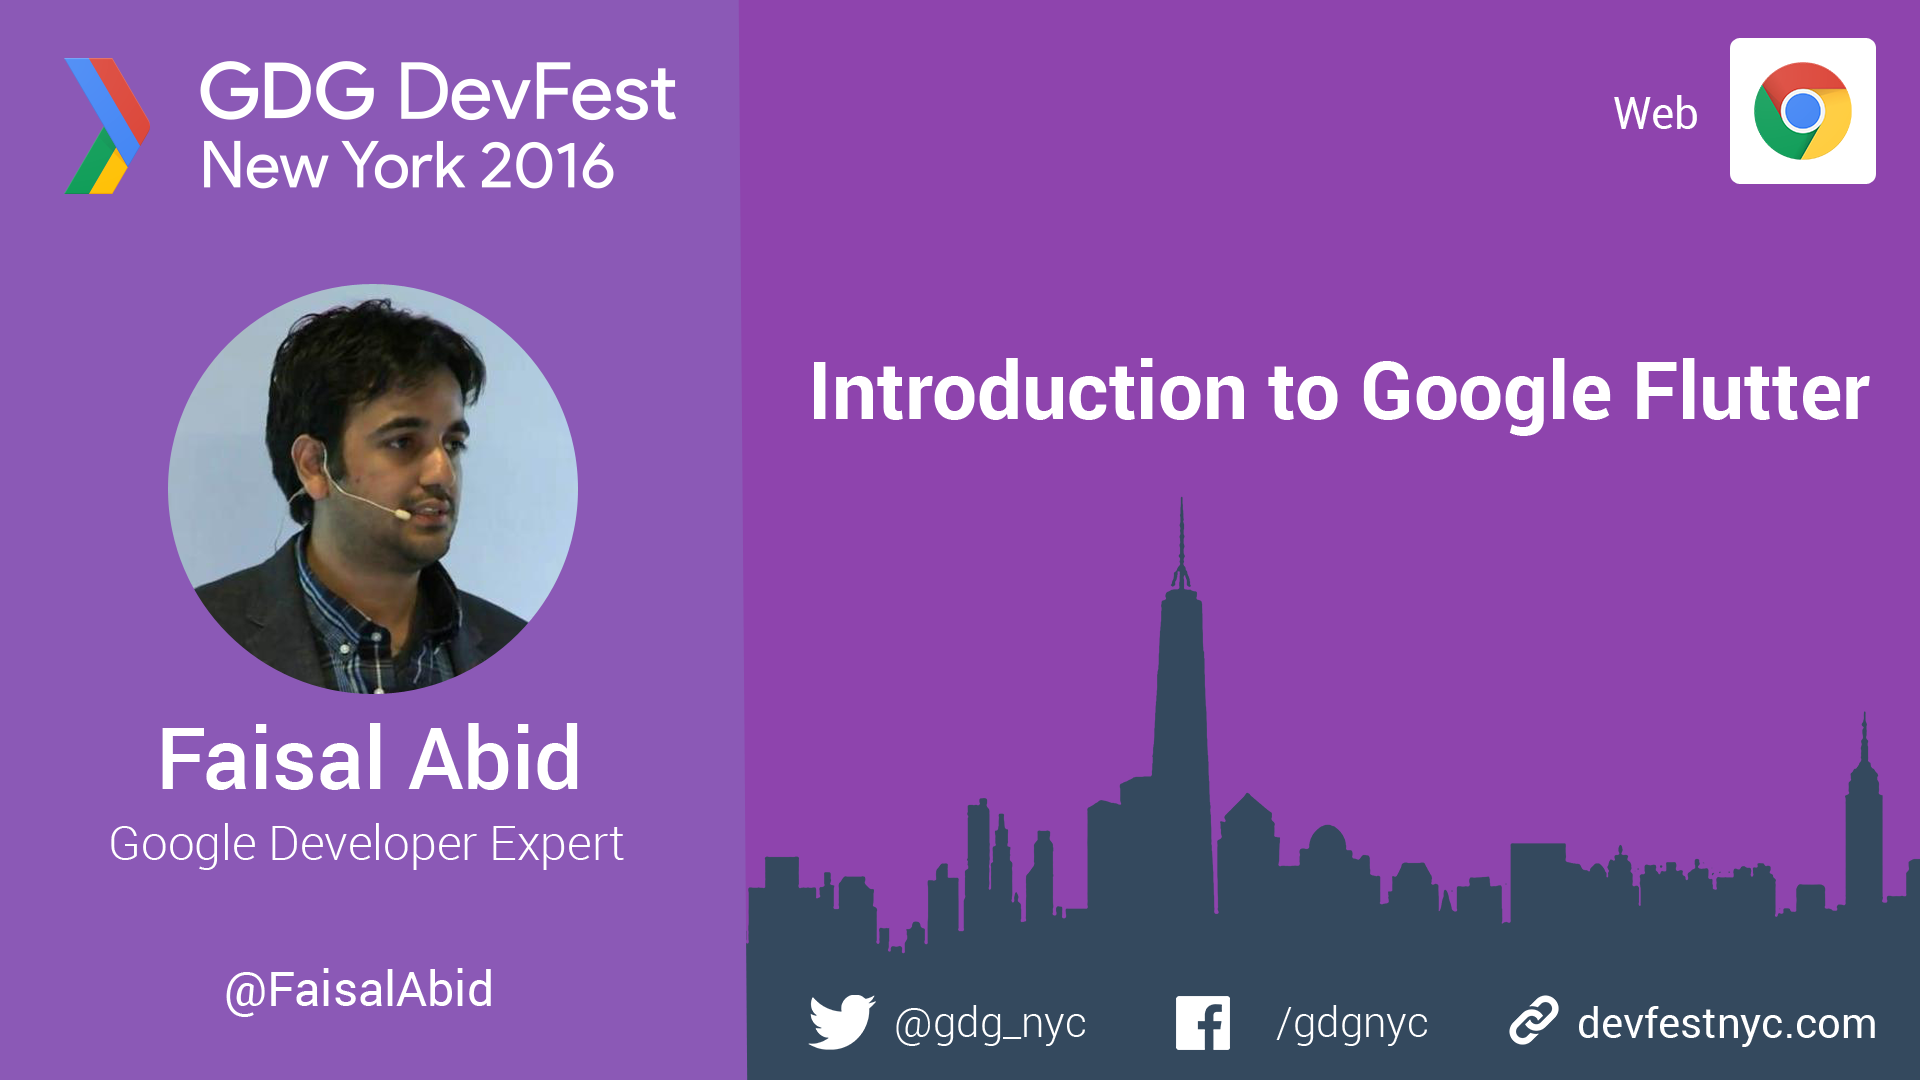 GDG DevFest
New York 2016
Web
Introduction to Google Flutter
Faisal Abid
Google Developer Expert
@FaisalAbid
@gdg_nyc
/gdgnyc
devfestnyc.com